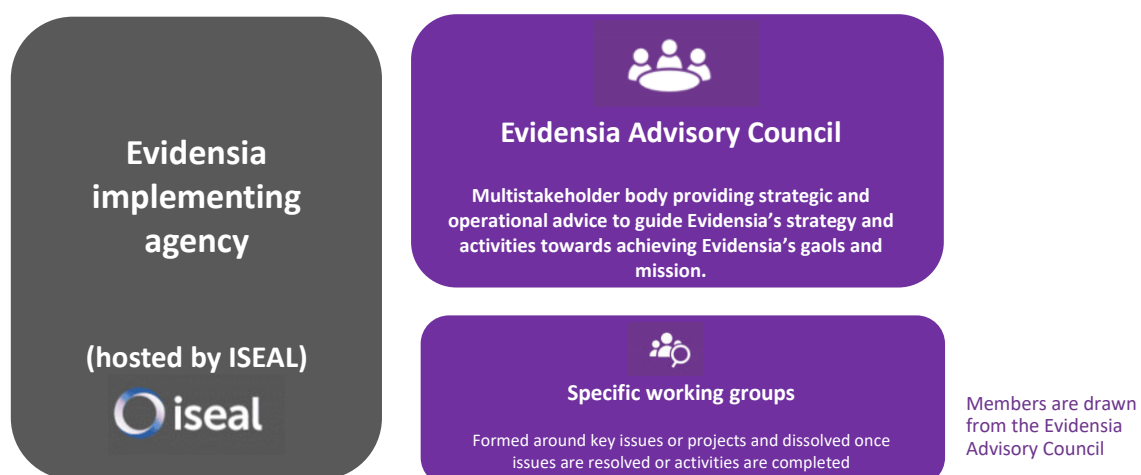 Evidensia
implementing
agency
(hosted by ISEAL)
iseal
Evidensia Advisory Council
Multistakeholder body providing strategic and
operational advice to guide Evidensia’s strategy and
activities towards achieving Evidensia’s gaols and
mission.
Specific working groups
Formed around key issues or projects and dissolved once
issues are resolved or activities are completed
Members are drawn
from the Evidensia
Advisory Council